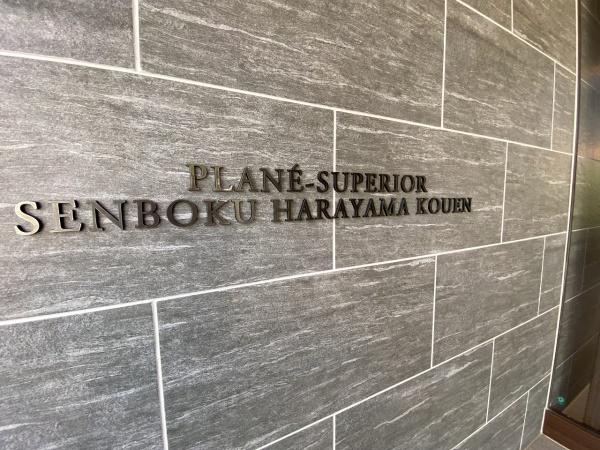 PLANÉ-SUPERIOR
SENBOKU HARAYAMA KOUEN